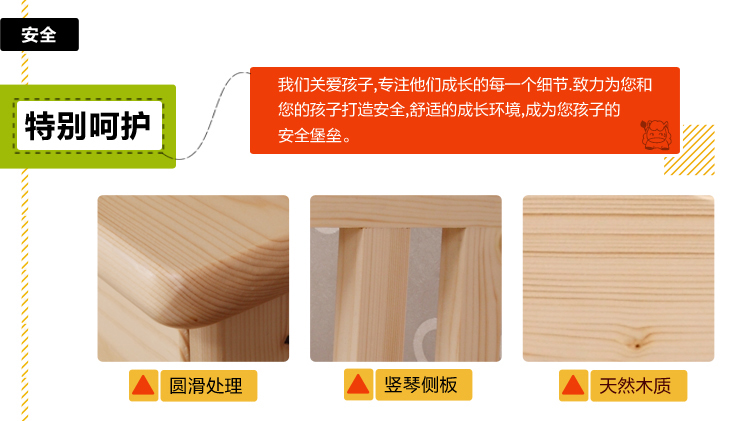 安全
特别呵护
我们关爱孩子,专注他们成长的每一个细节.致力为您和
您的孩子打造安全,舒适的成长环境,成为您孩子的
安全堡垒。
圆滑处理
竖琴侧板
天然木质